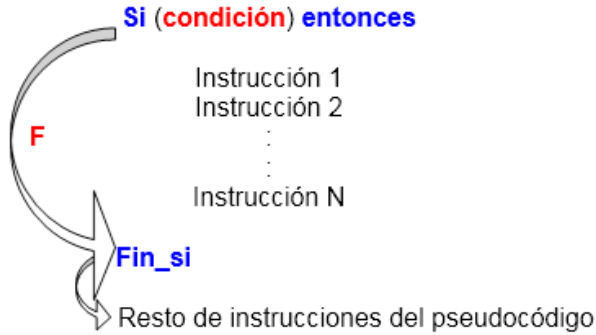 Si (condición) entonces
Instrucción 1
Instrucción 2
.
.
.
Instrucción N
F
Fin_si
Resto de instrucciones del pseudocódigo